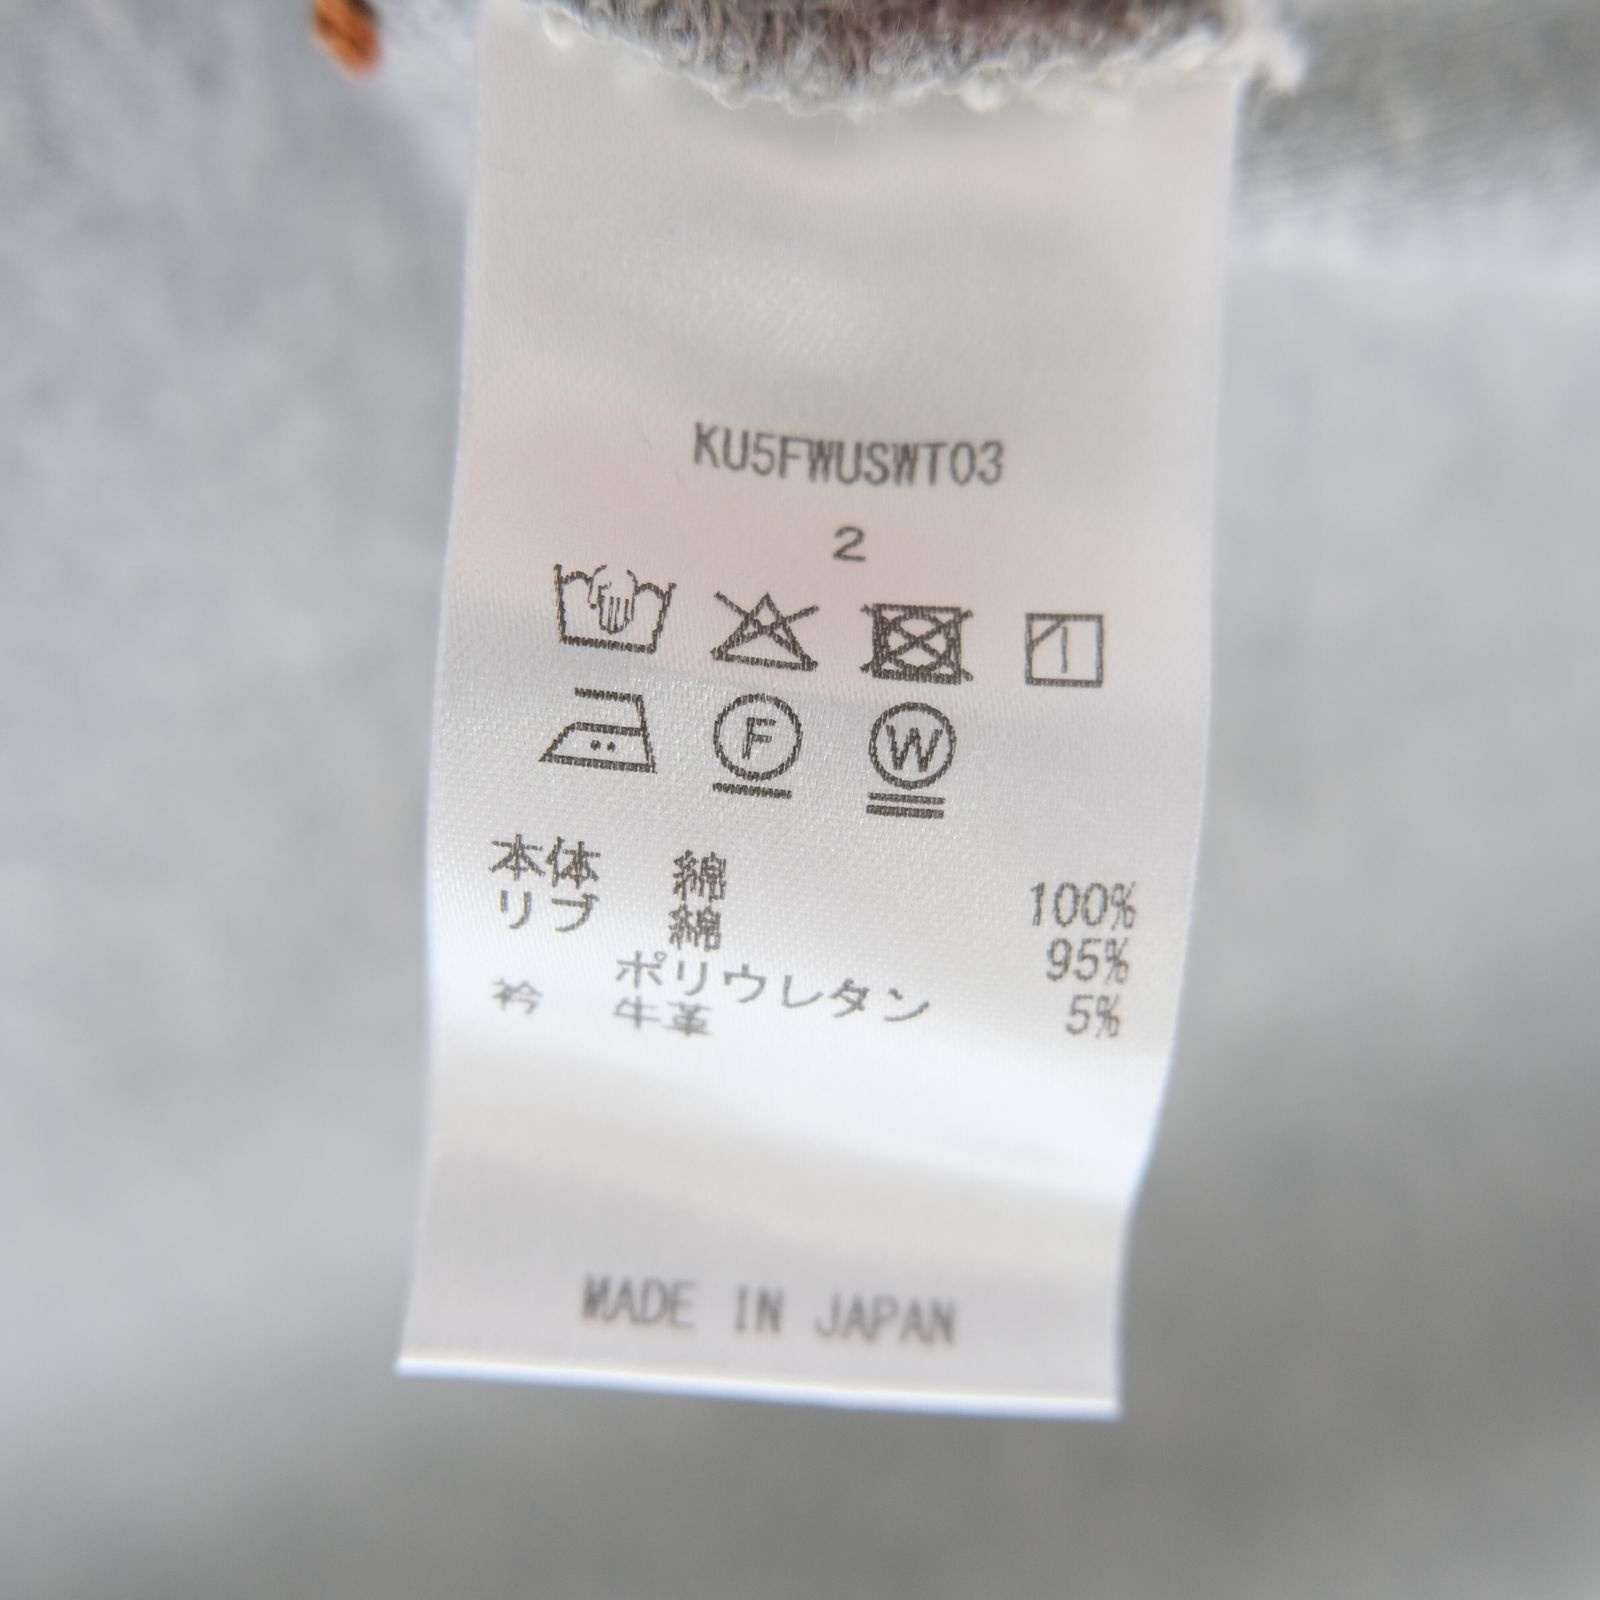 KU5FWUSWT03
2
F W
本体 綿 100%
リブ 綿 95%
ポリウレタン 5%
衿 牛革
MADE IN JAPAN